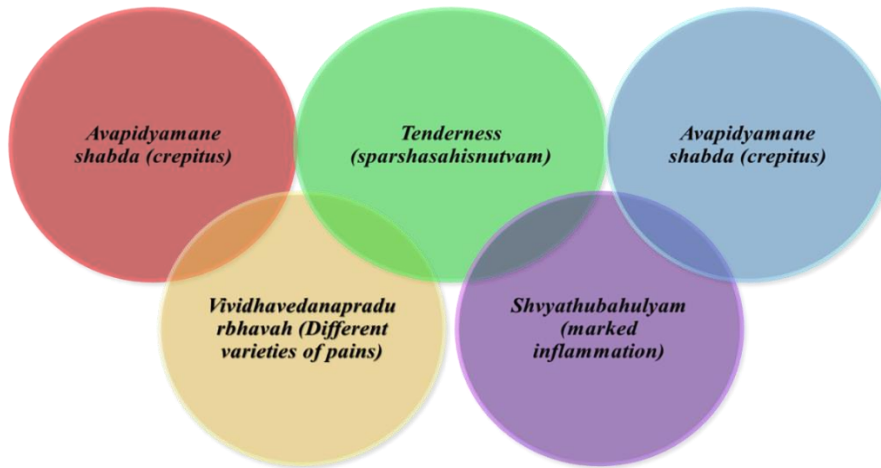 Avapidyamane
shabda (crepitus)
Tenderness
(sparshasahisnutvam)
Avapidyamane
shabda (crepitus)
Vividhavedanapradu
rbhavah (Different
varieties of pains)
Shvyathubahulyam
(marked
inflammation)